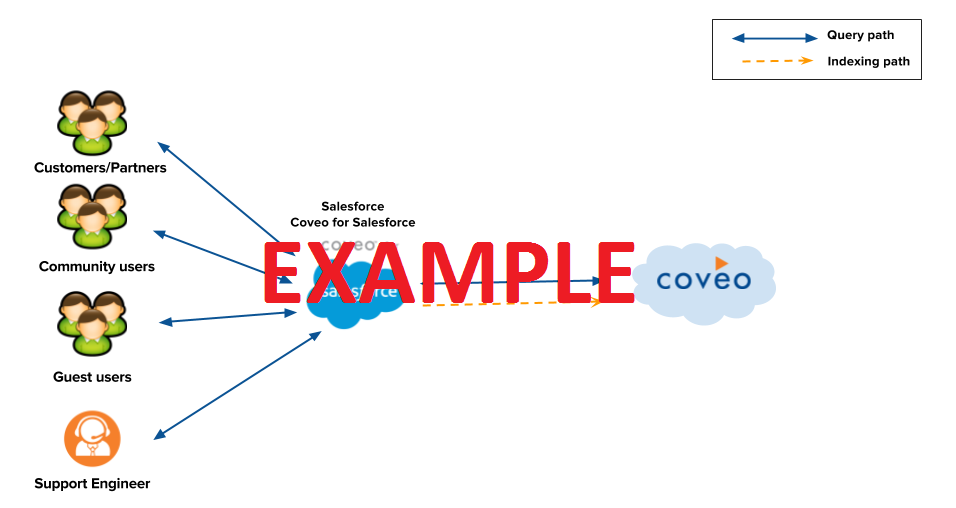 Query path
Indexing path
Customers/Partners
Salesforce
Coveo for Salesforce
coveo
Community users
EXAMPLE
salesforce
coveo
Guest users
Support Engineer